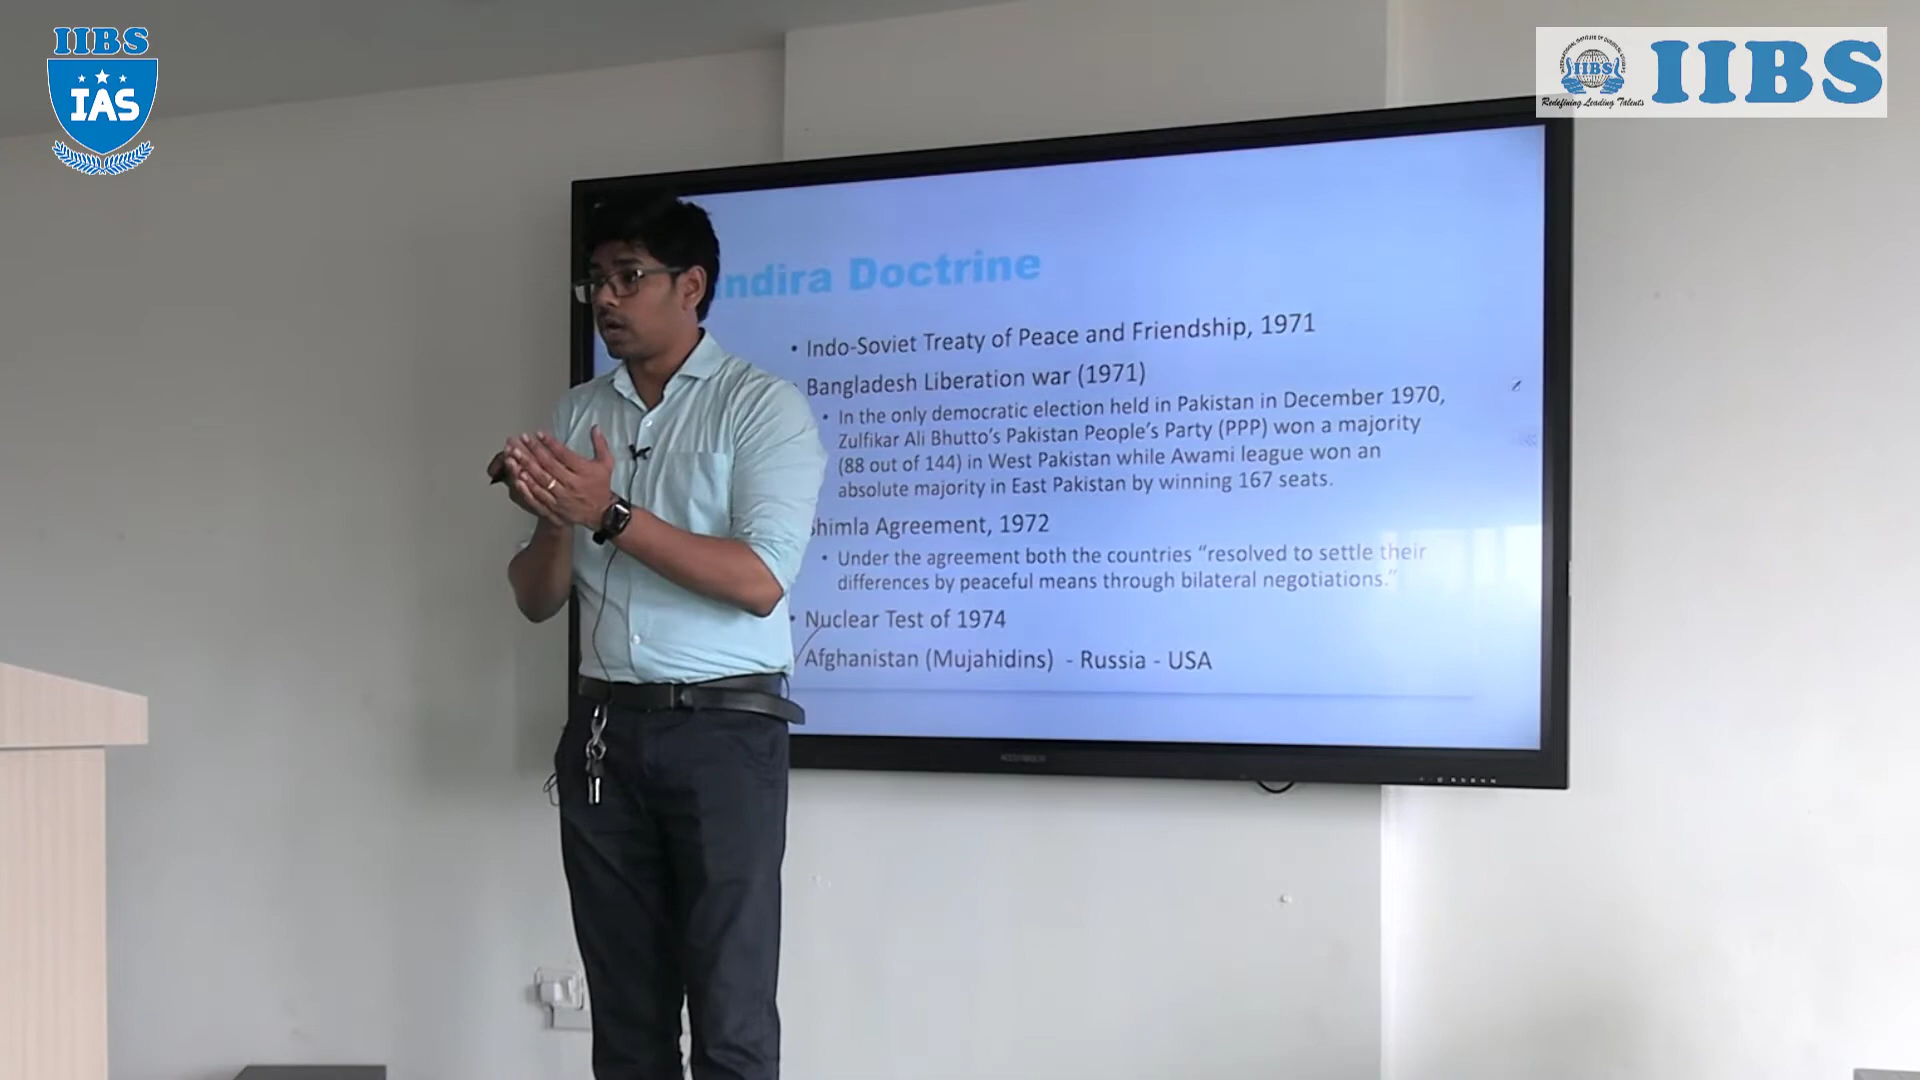 IIBS
IAS
IIBS
Redefining Leading Talents
IIBS
ndira Doctrine
• Indo-Soviet Treaty of Peace and Friendship, 1971
Bangladesh Liberation war (1971)
• In the only democratic election held in Pakistan in December 1970,
Zulfikar Ali Bhutto's Pakistan People's Party (PPP) won a majority
(88 out of 144) in West Pakistan while Awami league won an
absolute majority in East Pakistan by winning 167 seats.
Shimla Agreement, 1972
• Under the agreement both the countries “resolved to settle their
differences by peaceful means through bilateral negotiations.”
• Nuclear Test of 1974
Afghanistan (Mujahidins) - Russia - USA